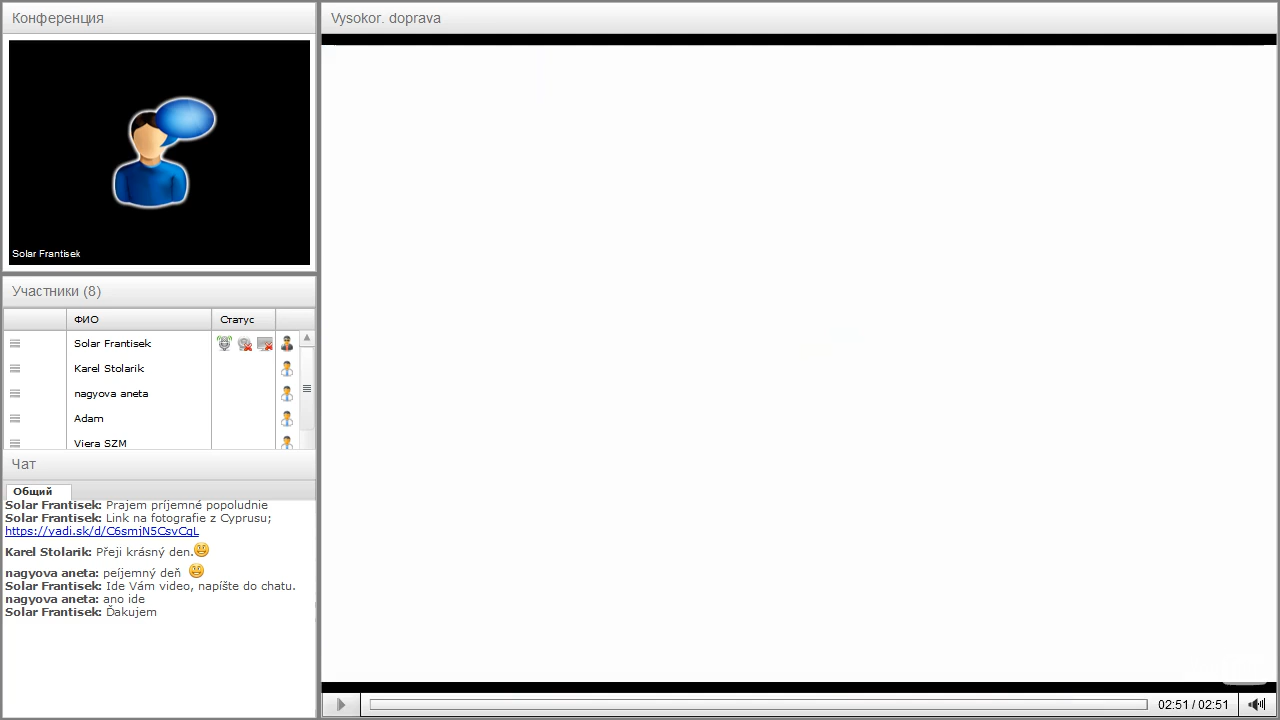 Конференция
Solar Frantisek
Участники (8)
ФИО Статус
Solar Frantisek
Karel Stolarik
nagyova aneta
Adam
Viera SZM
Чат
Общий
Solar Frantisek: Prajem príjemné popoludnie
Solar Frantisek: Link na fotografie z Cyprusu;
https://yadi.sk/d/C6smjN5CsvCqL
Karel Stolarik: Přeji krásný den.
nagyova aneta: peíjemný deň
Solar Frantisek: Ide Vám video, napíšte do chatu.
nagyova aneta: ano ide
Solar Frantisek: Ďakujem
Vysokor. doprava
02:51 / 02:51